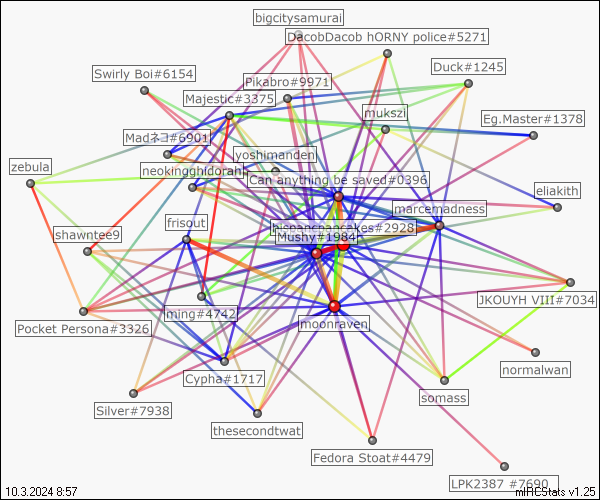 bigcitysamurai
DacobDacob hORNY police#5271
Duck#1245
Swirly Boi#6154
Pikabro#9971
Majestic#3375
mukszi
Eg.Master#1378
Madネコ#6901
yoshimanden
zebula
neokingghidorah
Can anything be saved#0396
eliakith
marcemadness
frisout
hispanicpancakes#2928
shawntee9
Mushy#1984
JKOUYH VIII#7034
ming#4742
moonraven
Pocket Persona#3326
normalwan
Cypha#1717
somass
Silver#7938
thesecondtwat
Fedora Stoat#4479
LPK2387 #7690
10.3.2024 8:57
mIRCStats v1.25